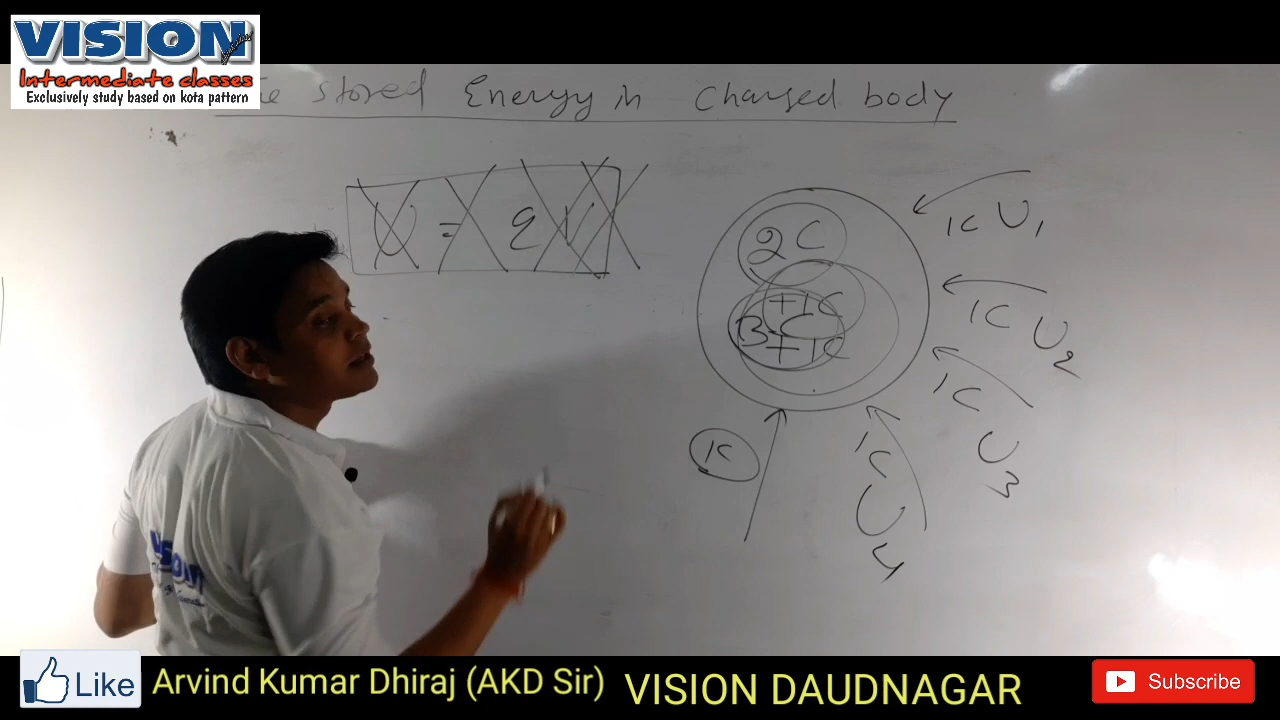 VISION
Intermediate classes
Exclusively study based on kota pattern
stored Energy in charged body
U = qV
2C
+1C
3C
+1C
1C U1
1C U2
1C U3
1C U4
1C
VISION
Like
Arvind Kumar Dhiraj (AKD Sir)
VISION DAUDNAGAR
Subscribe